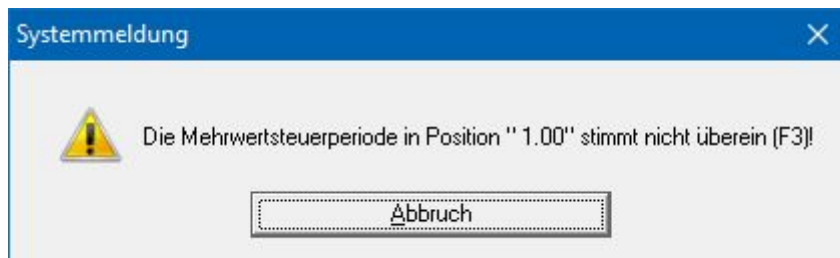 Systemmeldung
Die Mehrwertsteuerperiode in Position " 1.00" stimmt nicht überein (F3)!
Abbruch